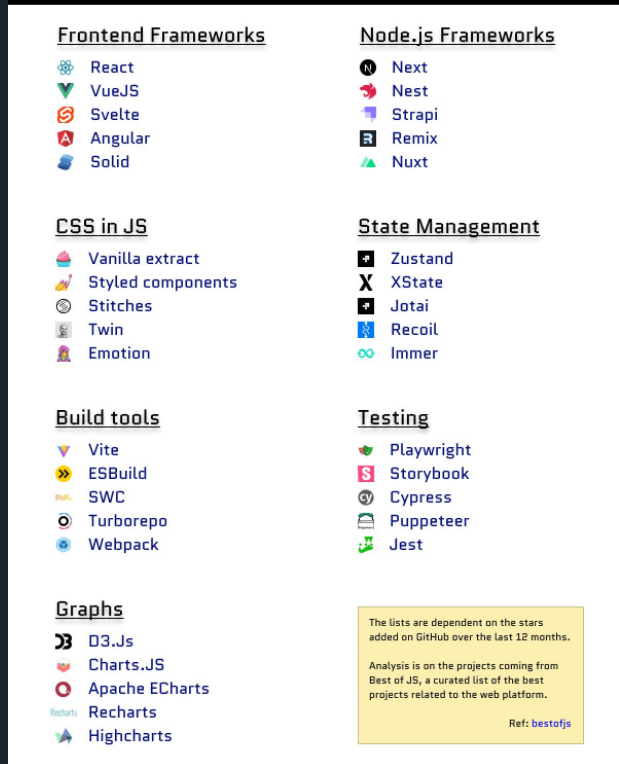 Frontend Frameworks
React
VueJS
Svelte
Angular
Solid
Node.js Frameworks
Next
Nest
Strapi
Remix
Nuxt
CSS in JS
Vanilla extract
Styled components
Stitches
Twin
Emotion
State Management
Zustand
XState
Jotai
Recoil
Immer
Build tools
Vite
ESBuild
SWC
Turborepo
Webpack
Testing
Playwright
Storybook
cy Cypress
Puppeteer
Jest
Graphs
D3.Js
Charts.JS
Apache ECharts
Recharts Recharts
Highcharts
The lists are dependent on the stars
added on GitHub over the last 12 months.
Analysis is on the projects coming from
Best of JS, a curated list of the best
projects related to the web platform.
Ref: bestofjs